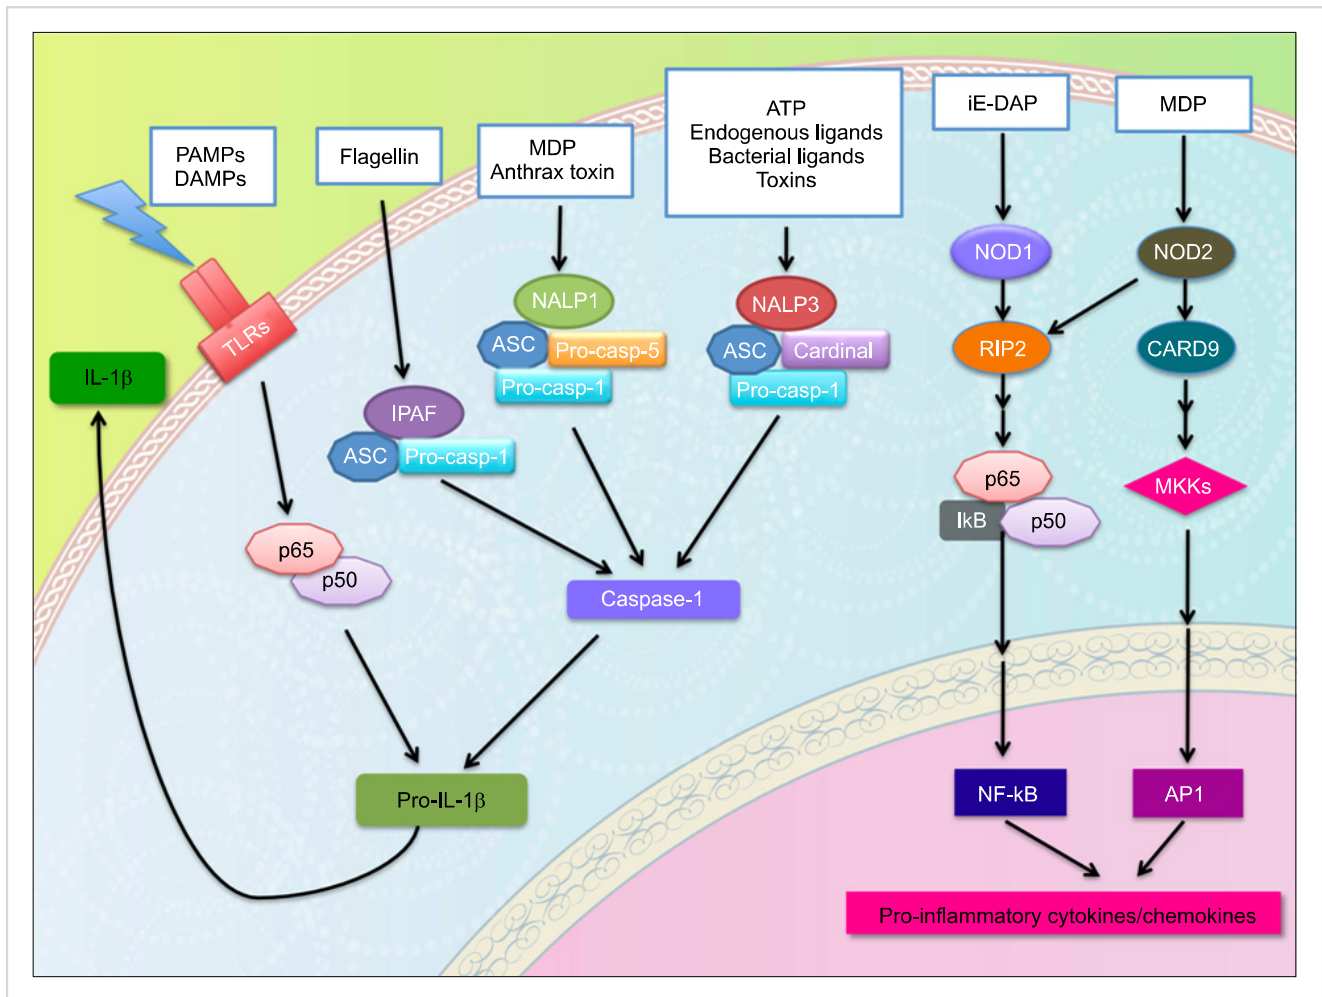 PAMPs
DAMPs
Flagellin
MDP
Anthrax toxin
ATP
Endogenous ligands
Bacterial ligands
Toxins
iE-DAP
MDP
TLRs
NALP1
ASC
Pro-casp-5
Pro-casp-1
NALP3
ASC
Cardinal
Pro-casp-1
NOD1
NOD2
RIP2
CARD9
IL-1β
IPAF
ASC
Pro-casp-1
p65
IkB
p50
MKKs
p65
p50
Caspase-1
Pro-IL-1β
NF-kB
AP1
Pro-inflammatory cytokines/chemokines